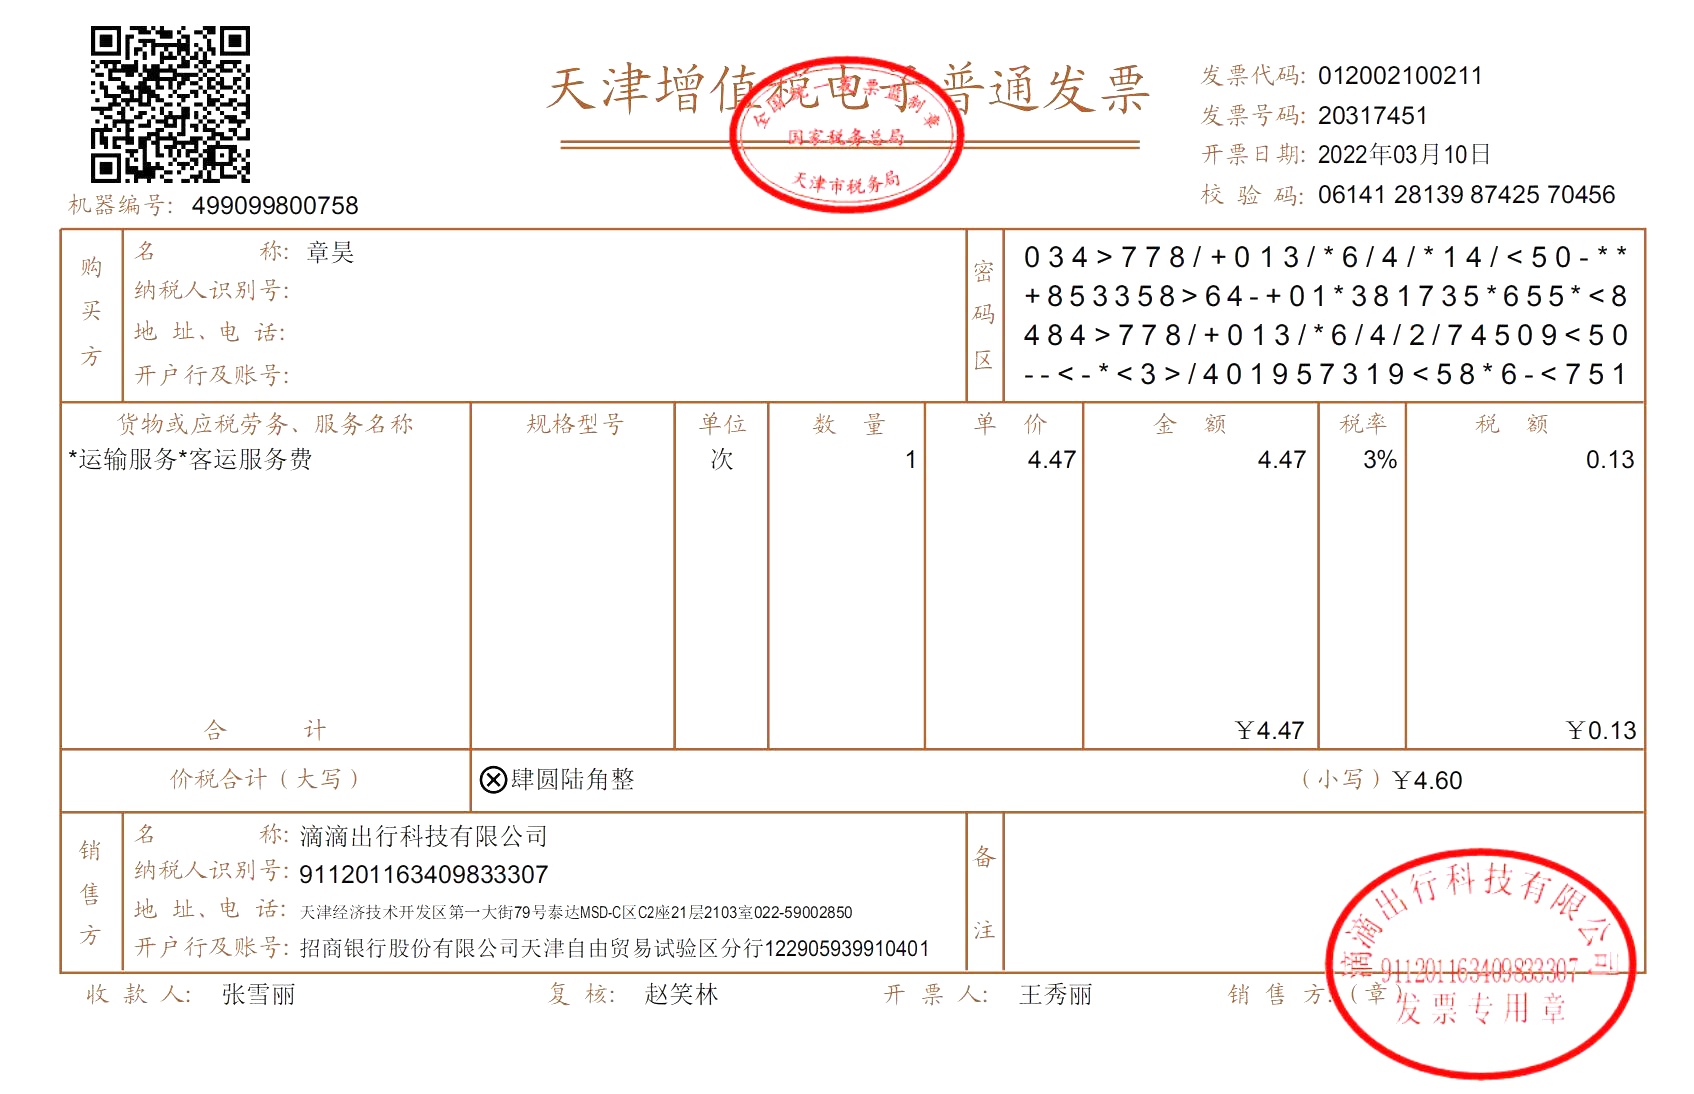 天津增值税电子普通发票
全国统一发票监制章
国家税务总局
天津市税务局
发票代码: 012002100211
发票号码: 20317451
开票日期: 2022年03月10日
校验码: 06141 28139 87425 70456
机器编号: 499099800758
购买方
名称: 章昊
纳税人识别号:
地址、电话:
开户行及账号:
密码区
034>778/+013/*6/4/*14/<50-**
+853358>64-+01*381735*655*<8
484>778/+013/*6/4/2/74509<50
--<-*<3>/401957319<58*6-<751
货物或应税劳务、服务名称 规格型号 单位 数量 单价 金额 税率 税额
*运输服务*客运服务费 次 1 4.47 4.47 3% 0.13
合计 ￥4.47 ￥0.13
价税合计（大写） ⊗肆圆陆角整 （小写）￥4.60
销售方
名称: 滴滴出行科技有限公司
纳税人识别号: 911201163409833307
地址、电话: 天津经济技术开发区第一大街79号泰达MSD-C区C2座21层2103室022-59002850
开户行及账号: 招商银行股份有限公司天津自由贸易试验区分行122905939910401
备注
收款人: 张雪丽 复核: 赵笑林 开票人: 王秀丽 销售方:（章）
滴滴出行科技有限公司
911201163409833307
发票专用章